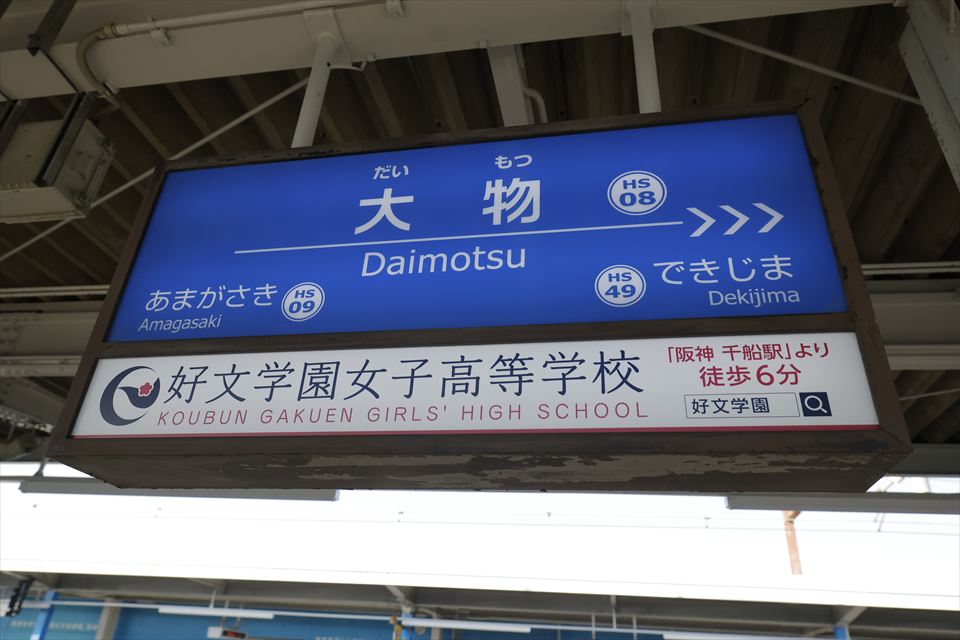 だい もつ
大 物
HS
08
Daimotsu
あまがさき
HS
09
Amagasaki
HS
49
できじま
Dekijima
好文学園女子高等学校
KOUBUN GAKUEN GIRLS' HIGH SCHOOL
「阪神 千船駅」より
徒歩6分
好文学園